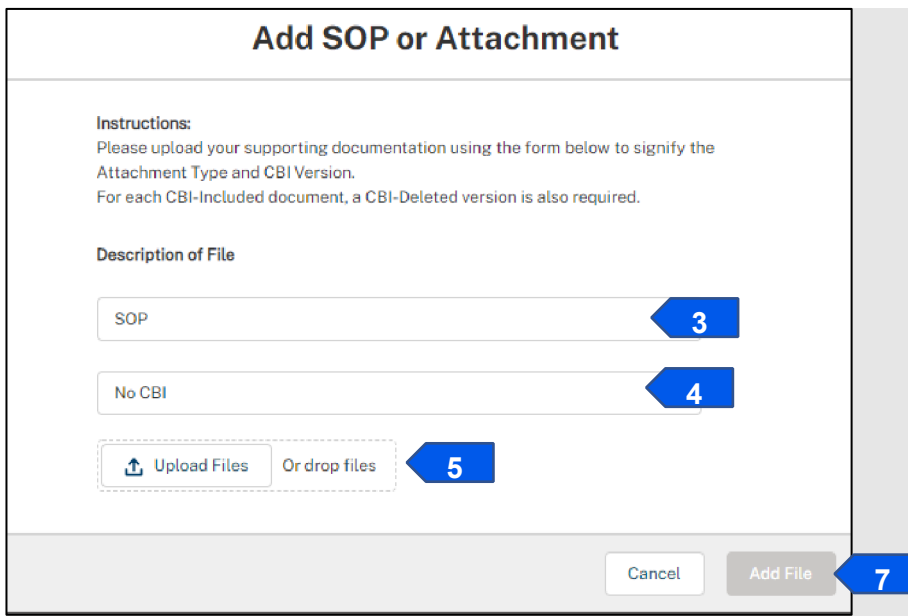 Add SOP or Attachment
Instructions:
Please upload your supporting documentation using the form below to signify the
Attachment Type and CBI Version.
For each CBI-Included document, a CBI-Deleted version is also required.
Description of File
SOP 3
No CBI 4
Upload Files Or drop files 5
Cancel Add File 7